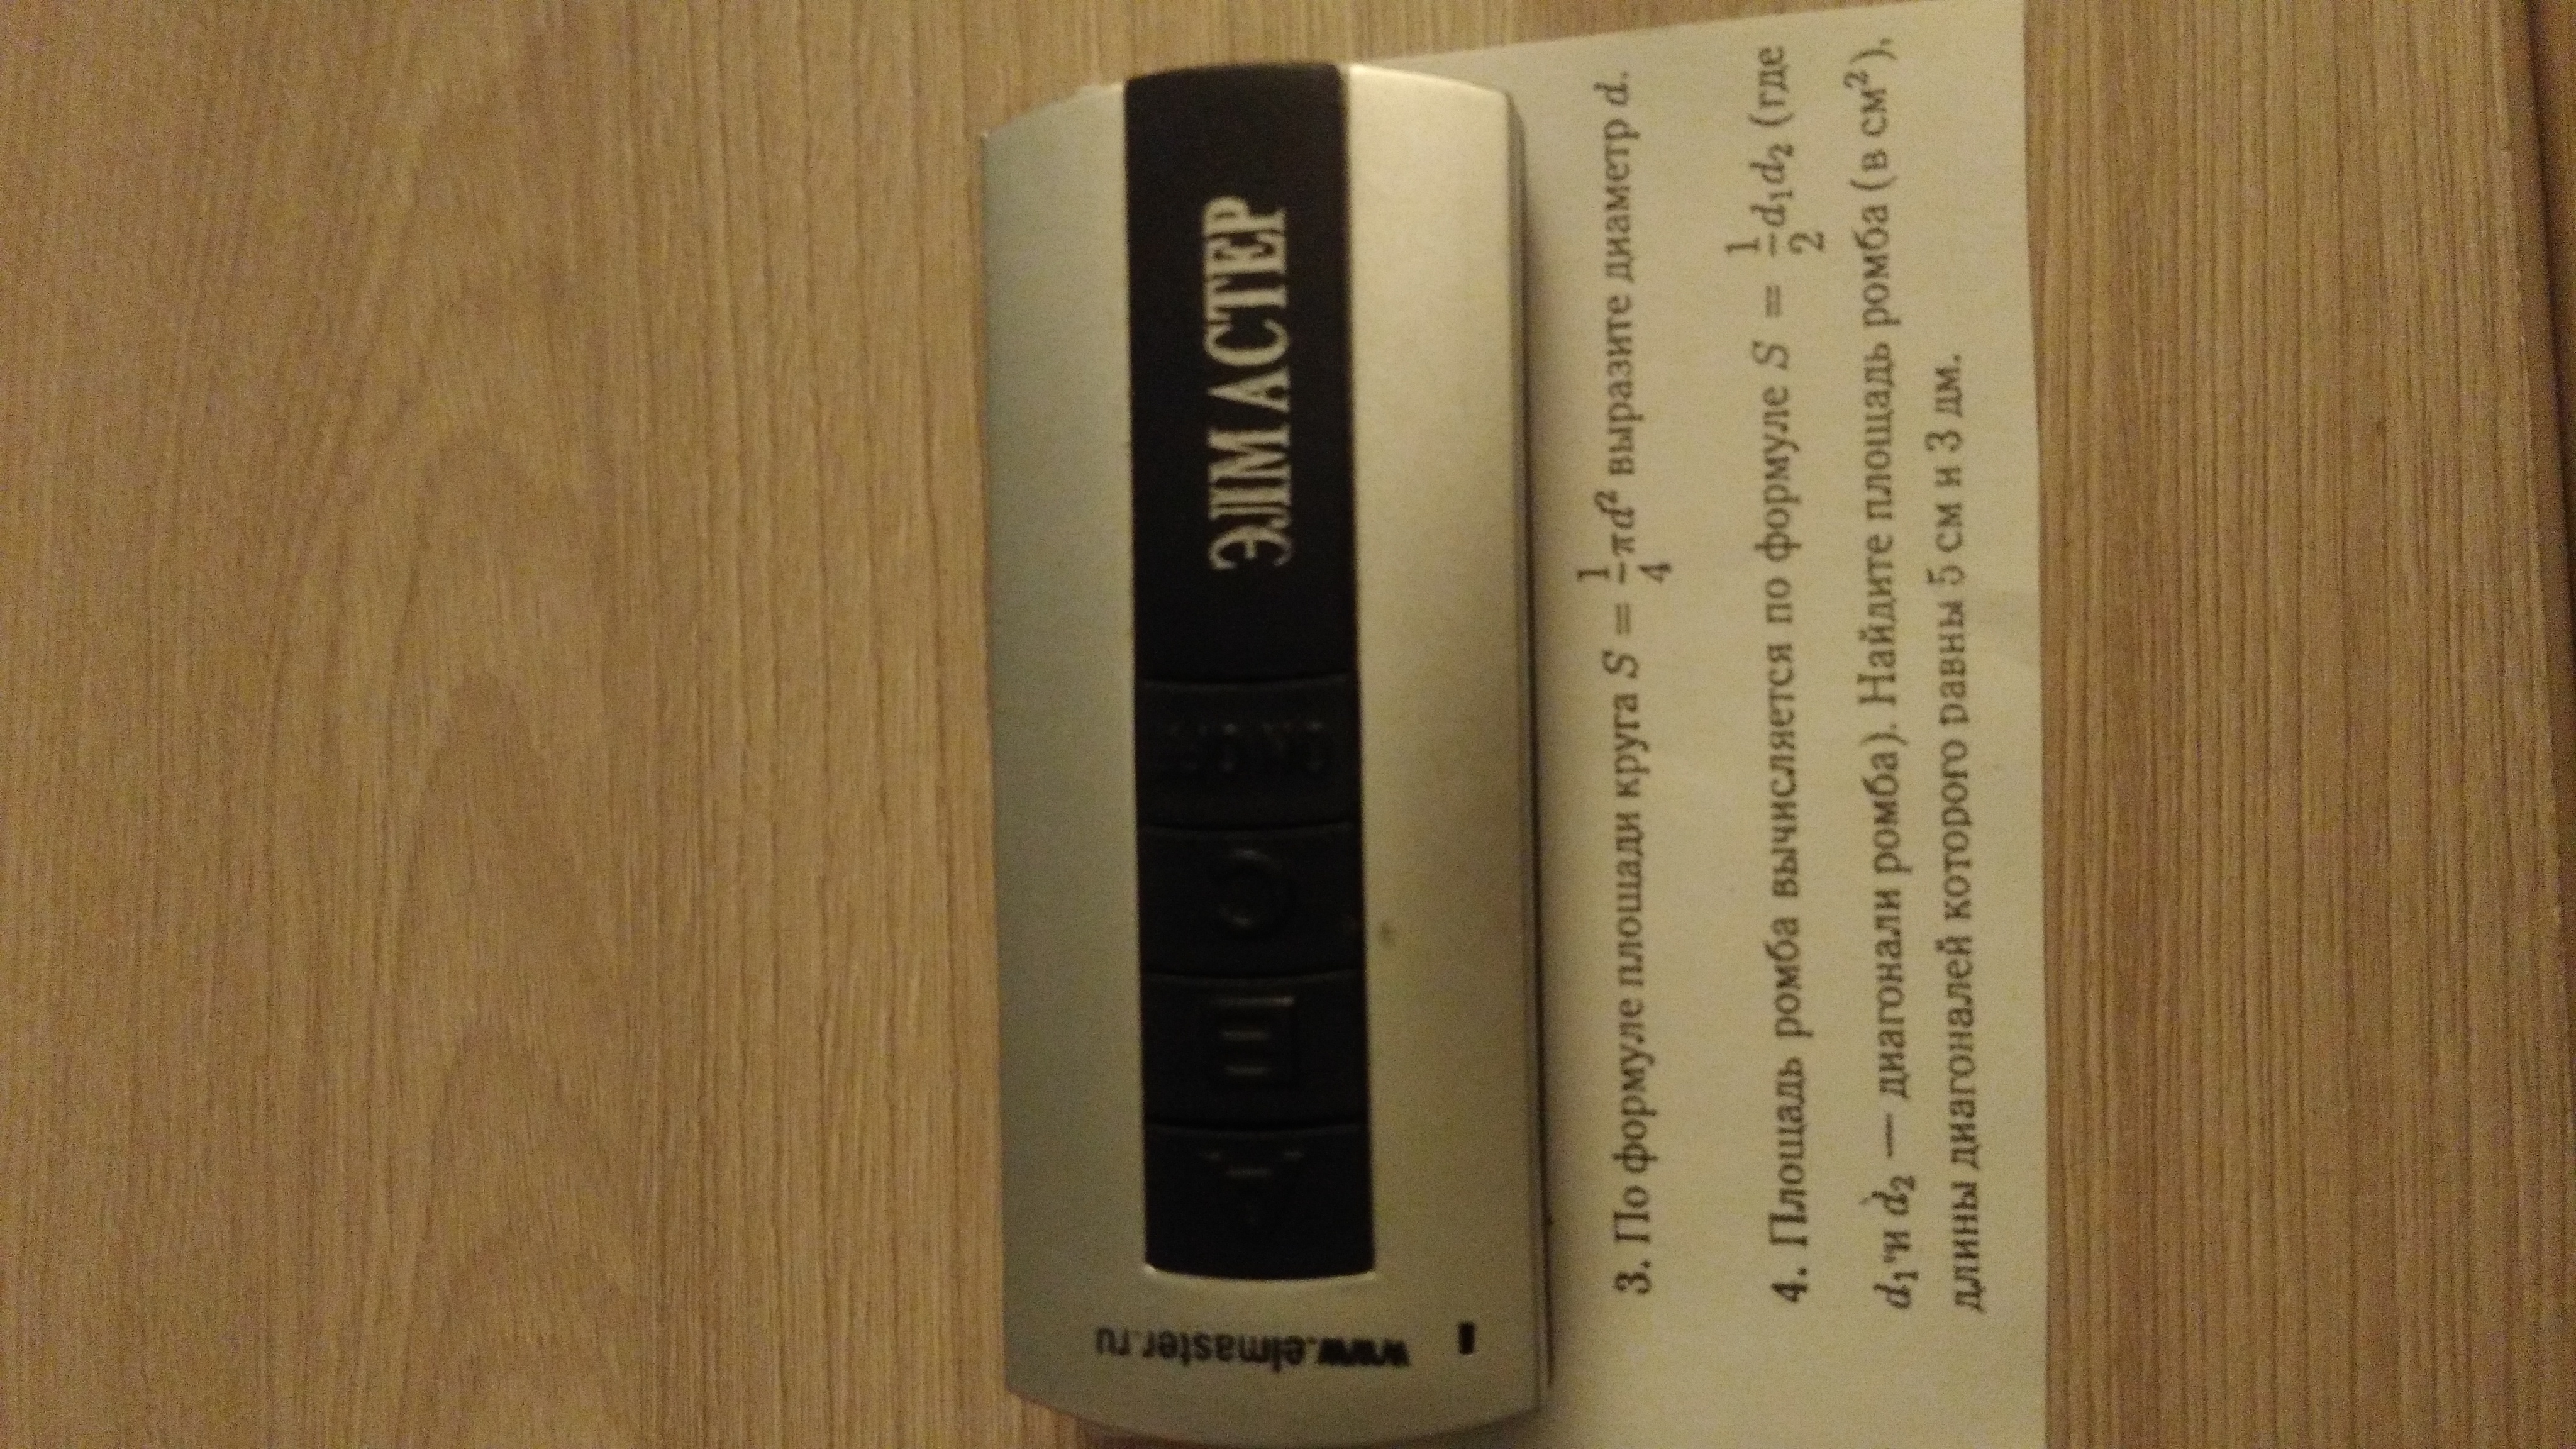 ЭЛМАСТЕР
www.elmaster.ru
3. По формуле площади круга S = 1/4 πd² выразите диаметр d.
4. Площадь ромба вычисляется по формуле S = 1/2 d₁d₂ (где
d₁ и d₂ — диагонали ромба). Найдите площадь ромба (в см²),
длины диагоналей которого равны 5 см и 3 дм.